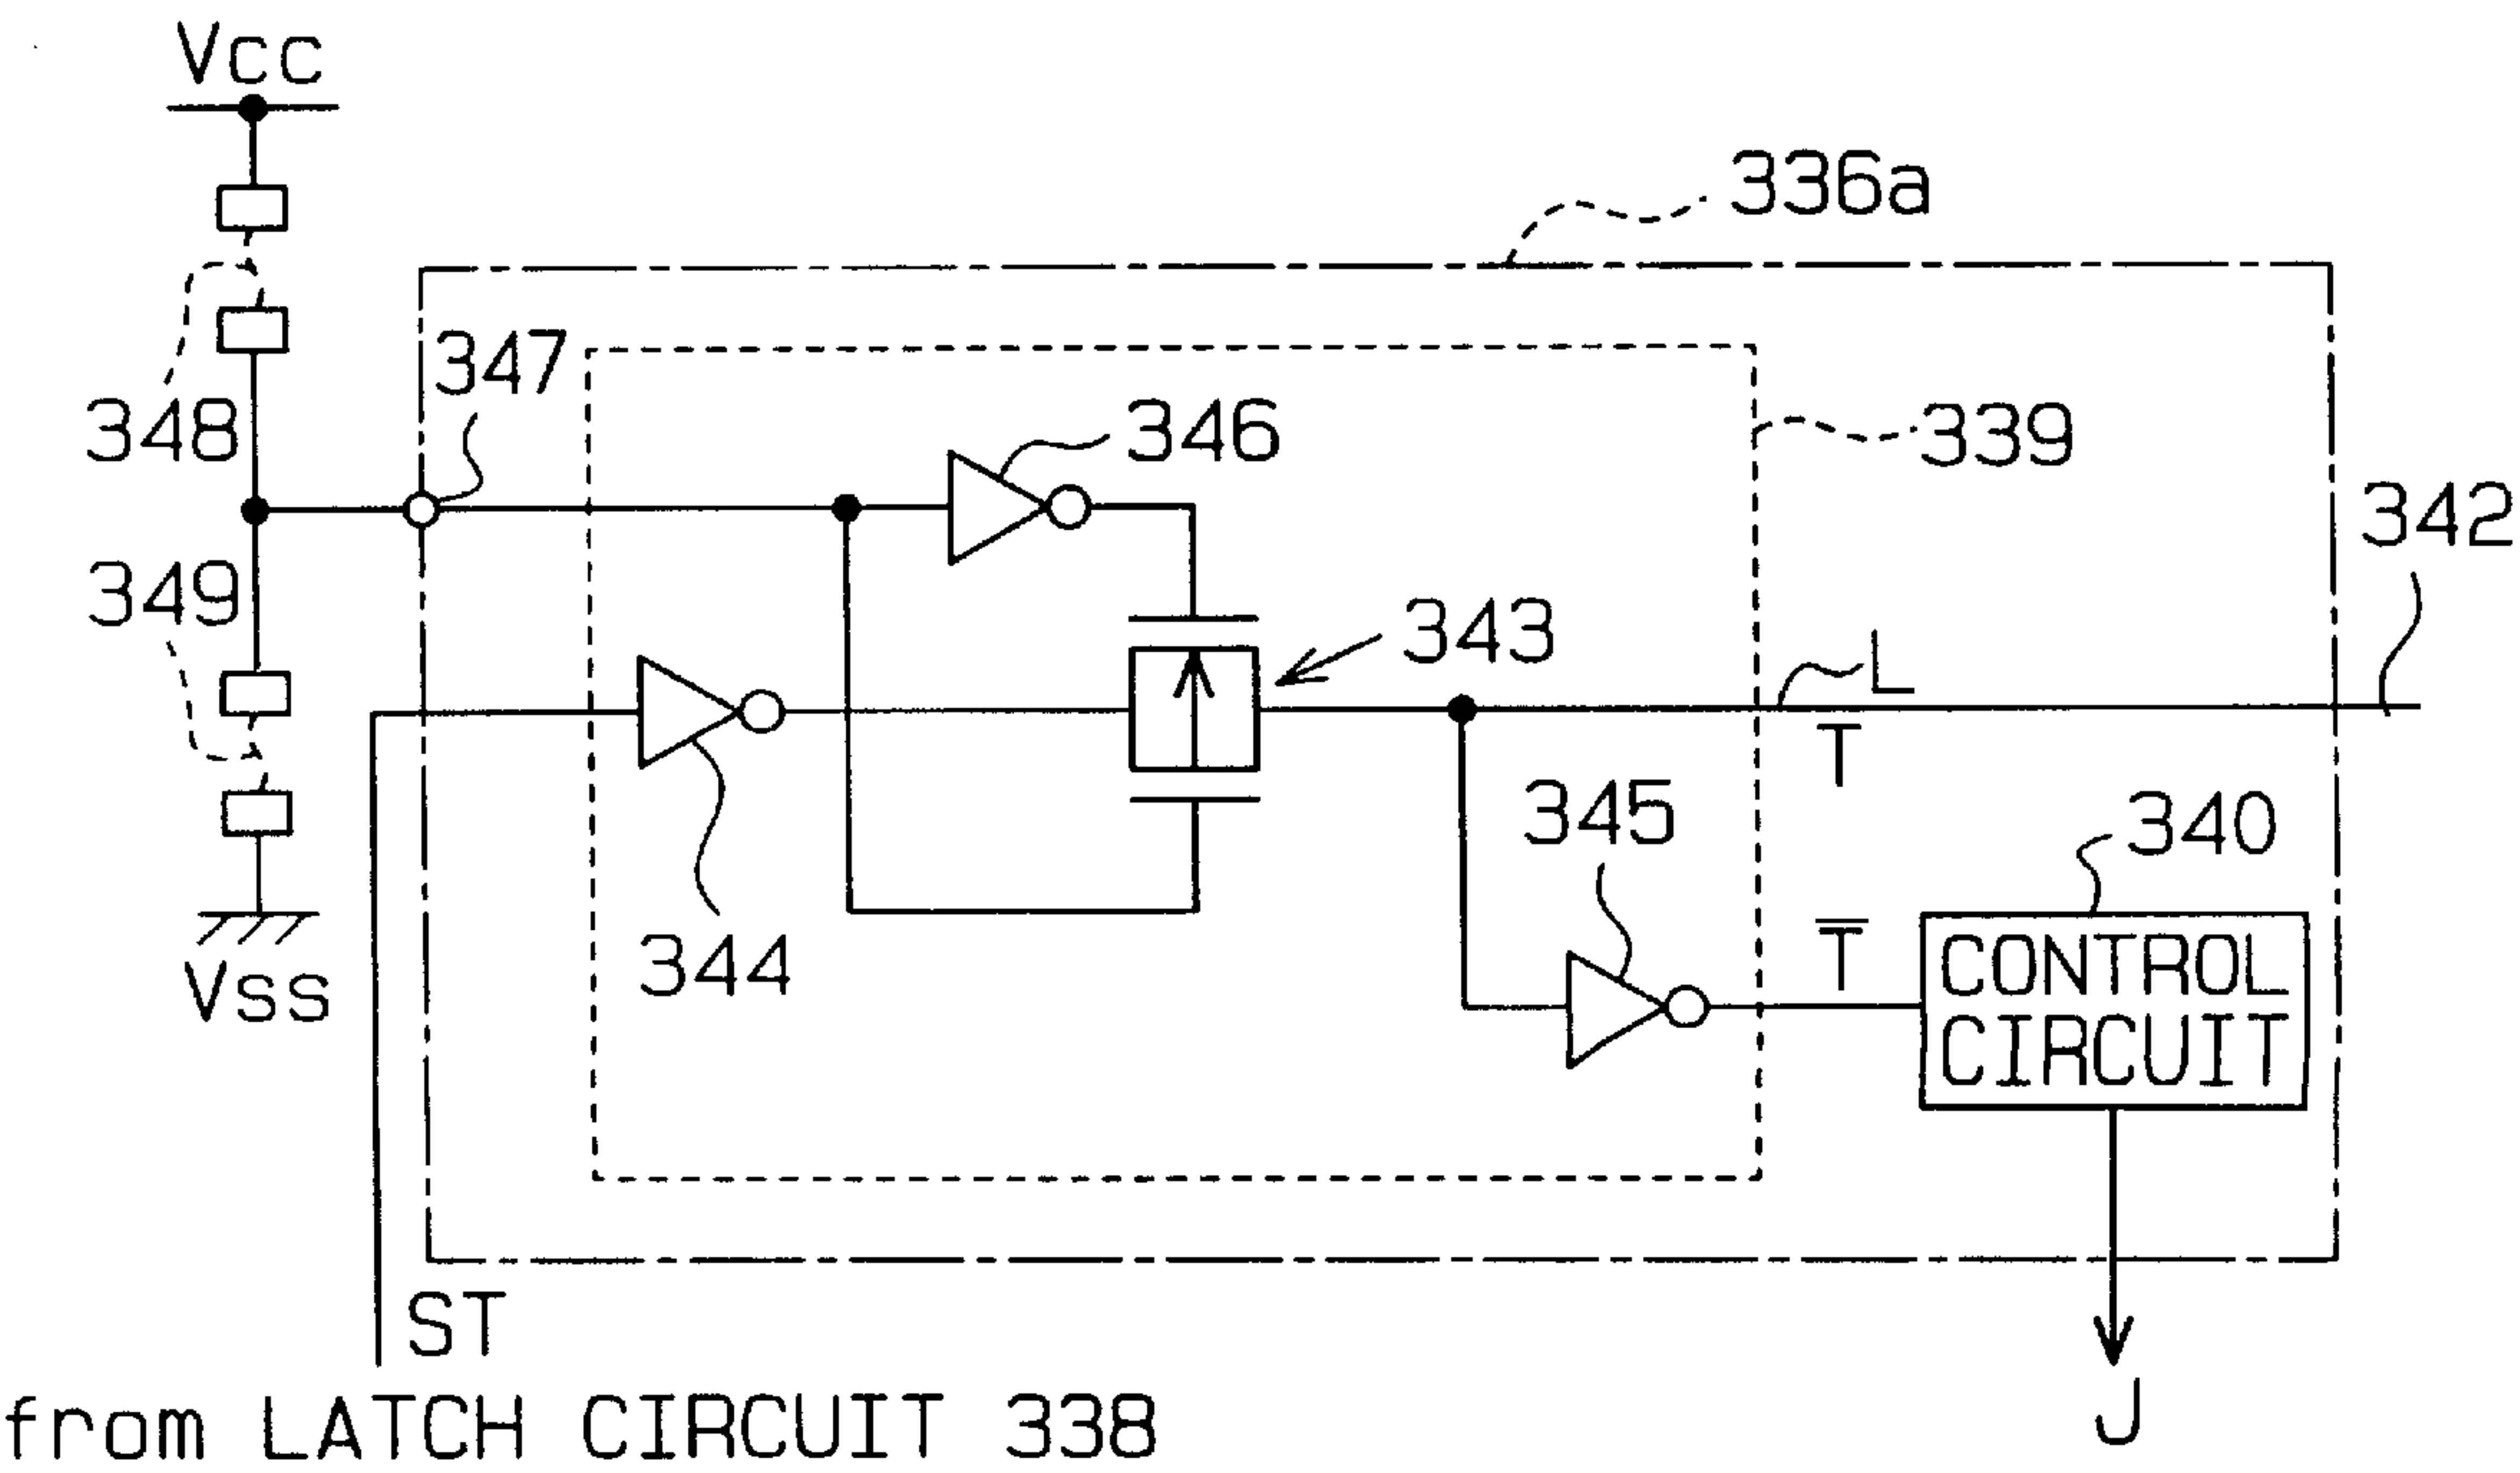 Vcc
336a
347
348
346
339
342
349
343
L
T
345
340
344
T̅
CONTROL
CIRCUIT
Vss
ST
from LATCH CIRCUIT 338
J